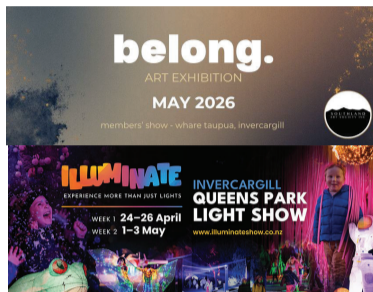 belong.
ART EXHIBITION
MAY 2026
members' show - whare taupua, invercargill
SOUTHLAND
ILLUMINATE
EXPERIENCE MORE THAN JUST LIGHTS
WEEK 1 24–26 April
WEEK 2 1–3 May
INVERCARGILL
QUEENS PARK
LIGHT SHOW
www.illuminateshow.co.nz